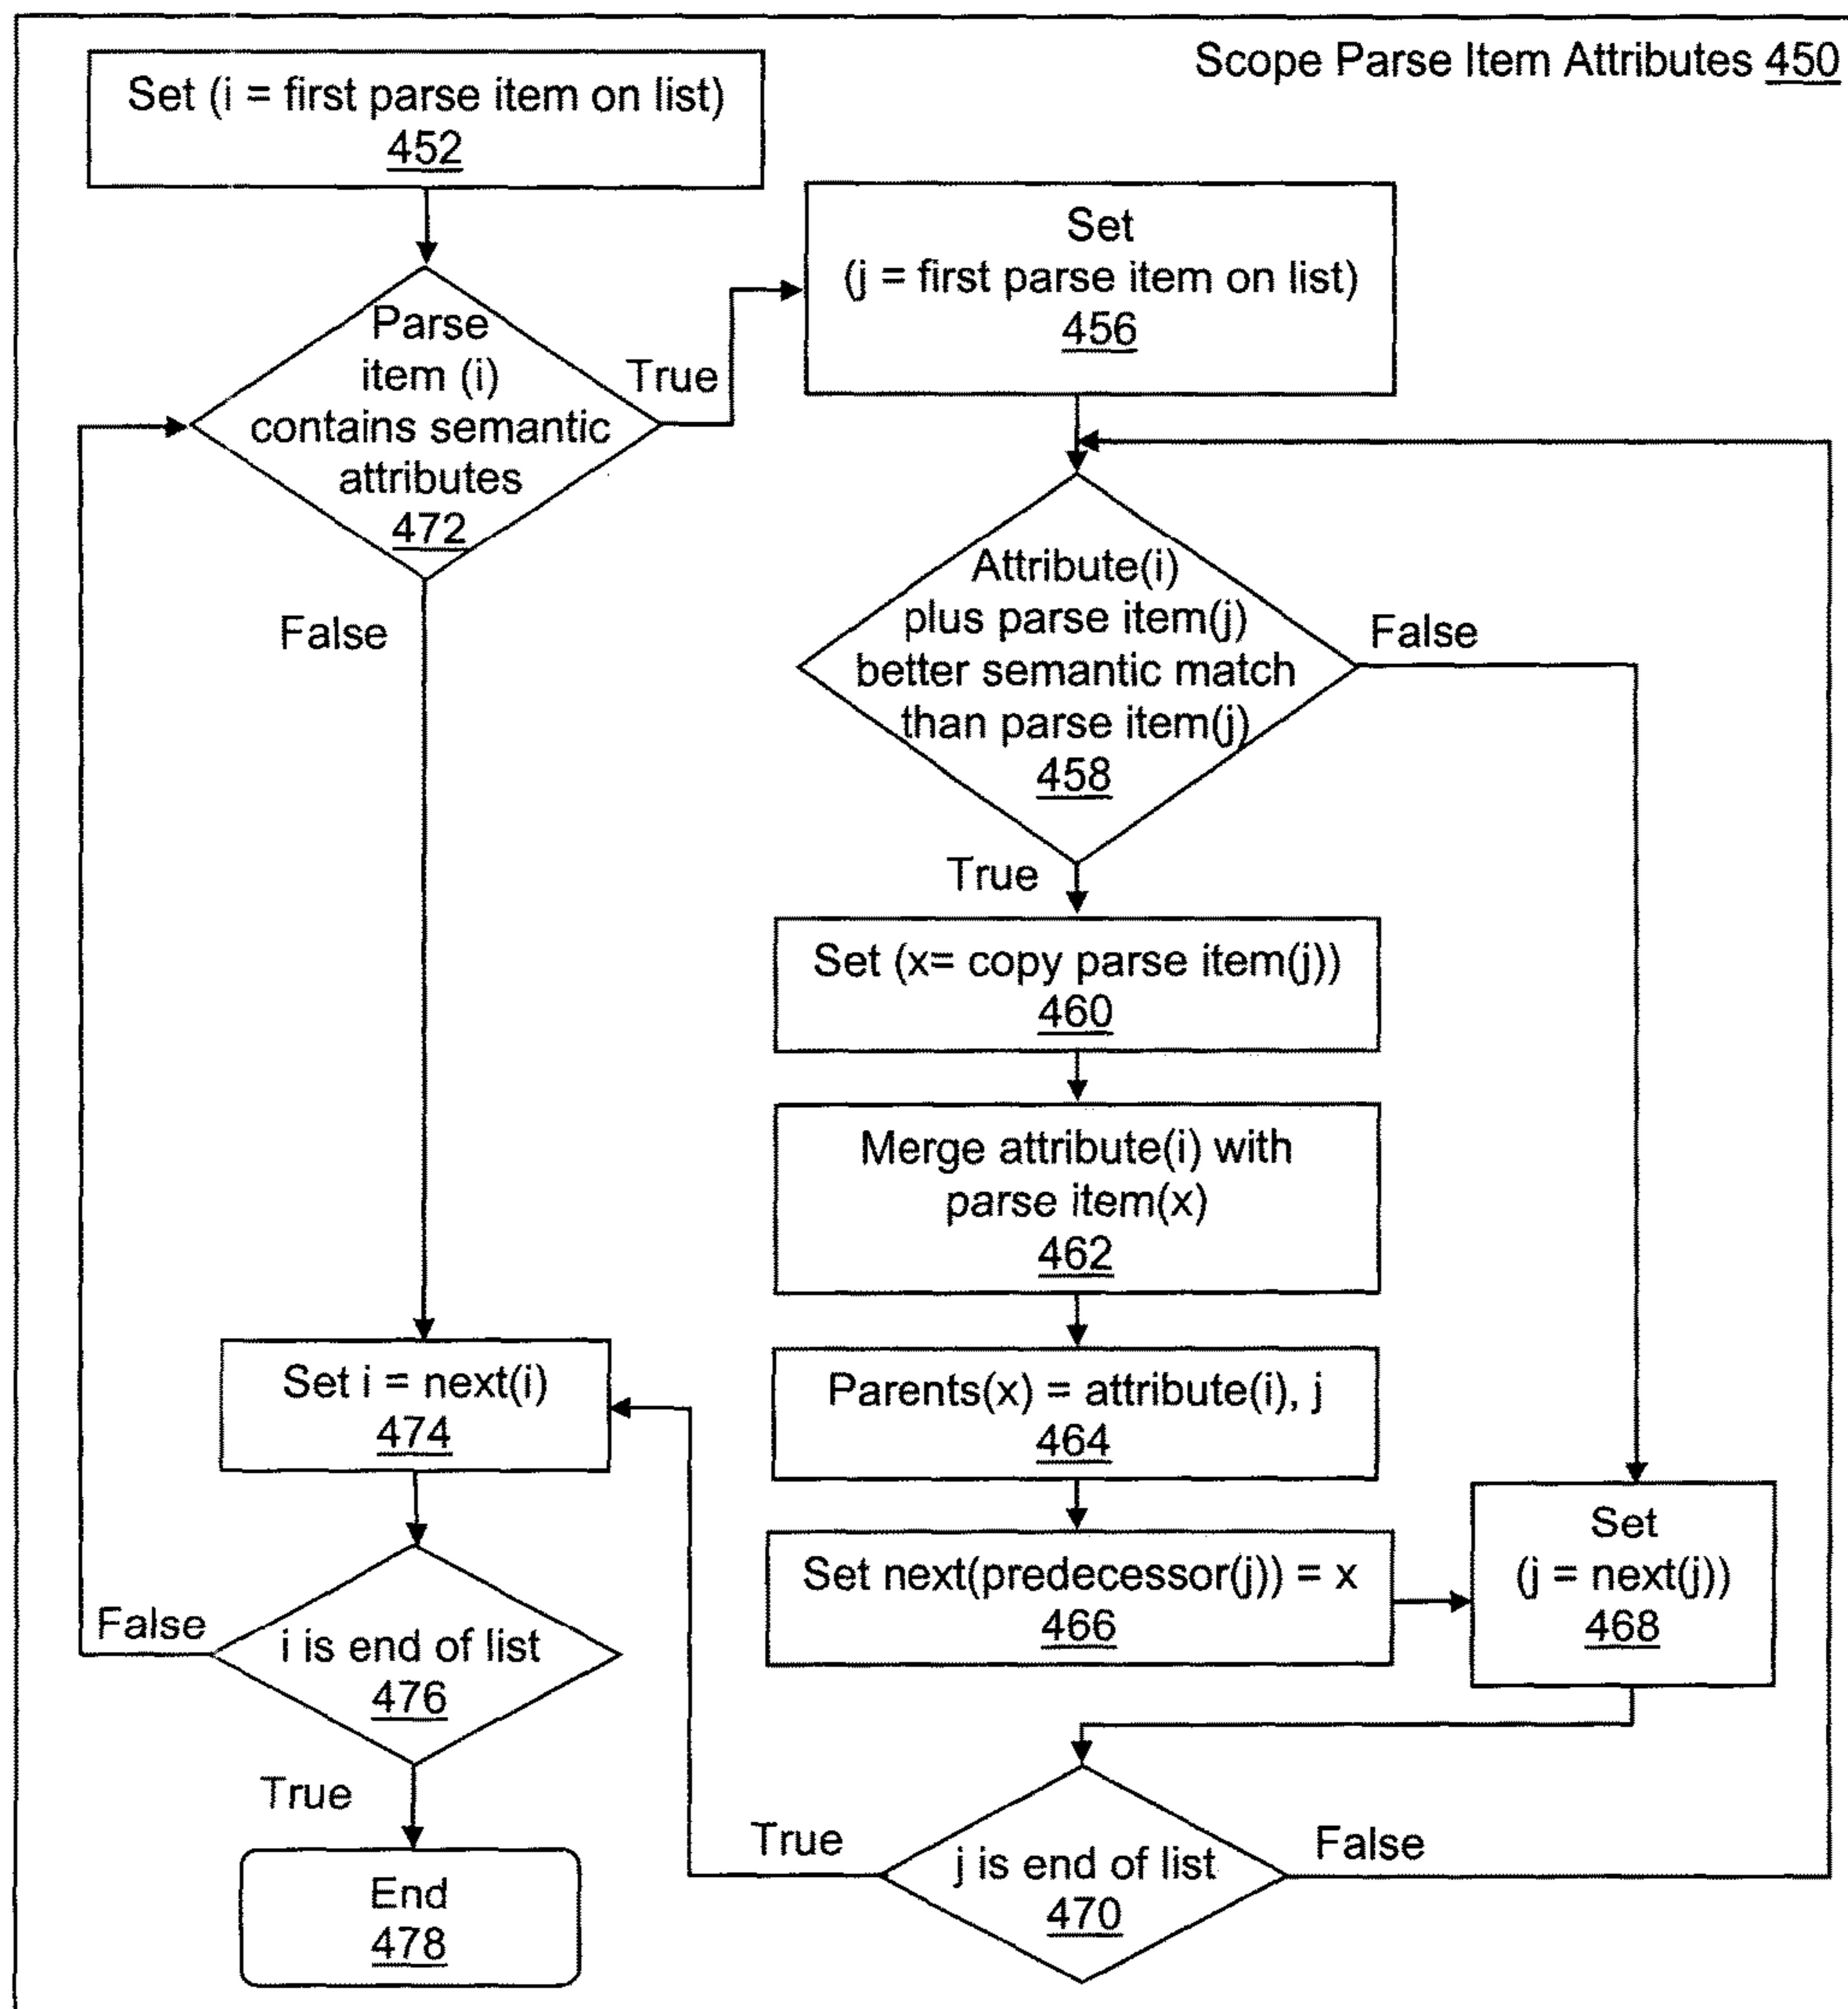 Scope Parse Item Attributes 450
Set (i = first parse item on list)
452
Parse
item (i)
contains semantic
attributes
472
True
False
Set
(j = first parse item on list)
456
Attribute(i)
plus parse item(j)
better semantic match
than parse item(j)
458
False
True
Set (x= copy parse item(j))
460
Merge attribute(i) with
parse item(x)
462
Parents(x) = attribute(i), j
464
Set next(predecessor(j)) = x
466
Set
(j = next(j))
468
j is end of list
470
True
False
Set i = next(i)
474
i is end of list
476
False
True
End
478